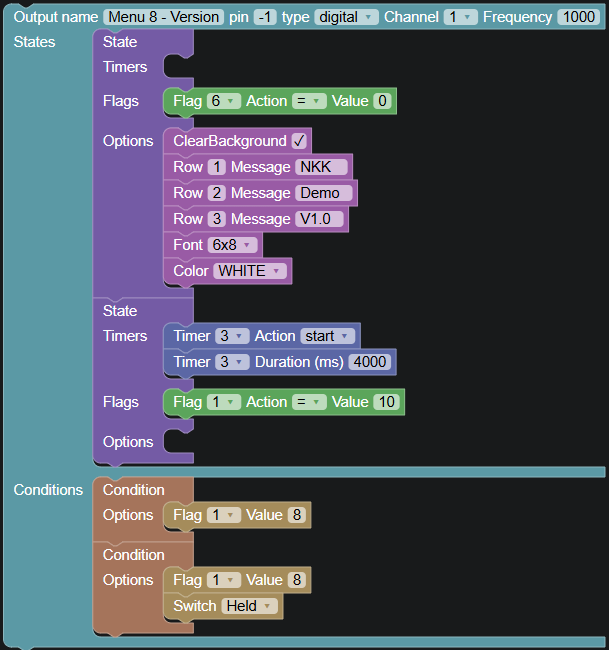 Output name Menu 8 - Version pin -1 type digital Channel 1 Frequency 1000
States State
Timers
Flags Flag 6 Action = Value 0
Options ClearBackground ✓
Row 1 Message NKK
Row 2 Message Demo
Row 3 Message V1.0
Font 6x8
Color WHITE
State
Timers Timer 3 Action start
Timer 3 Duration (ms) 4000
Flags Flag 1 Action = Value 10
Options
Conditions Condition
Options Flag 1 Value 8
Condition
Options Flag 1 Value 8
Switch Held